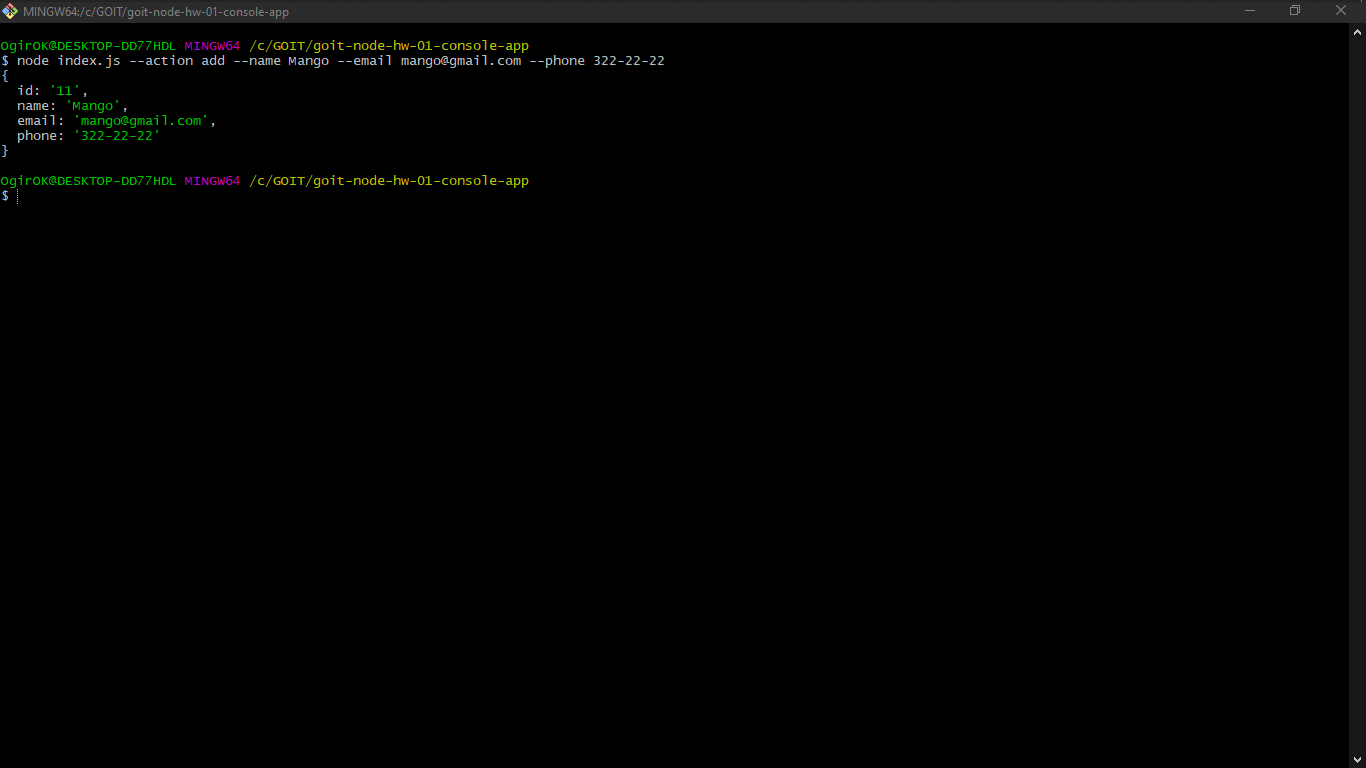 MINGW64:/c/GOIT/goit-node-hw-01-console-app
OgirOK@DESKTOP-DD77HDL MINGW64 /c/GOIT/goit-node-hw-01-console-app
$ node index.js --action add --name Mango --email mango@gmail.com --phone 322-22-22
{
  id: '11',
  name: 'Mango',
  email: 'mango@gmail.com',
  phone: '322-22-22'
}
OgirOK@DESKTOP-DD77HDL MINGW64 /c/GOIT/goit-node-hw-01-console-app
$